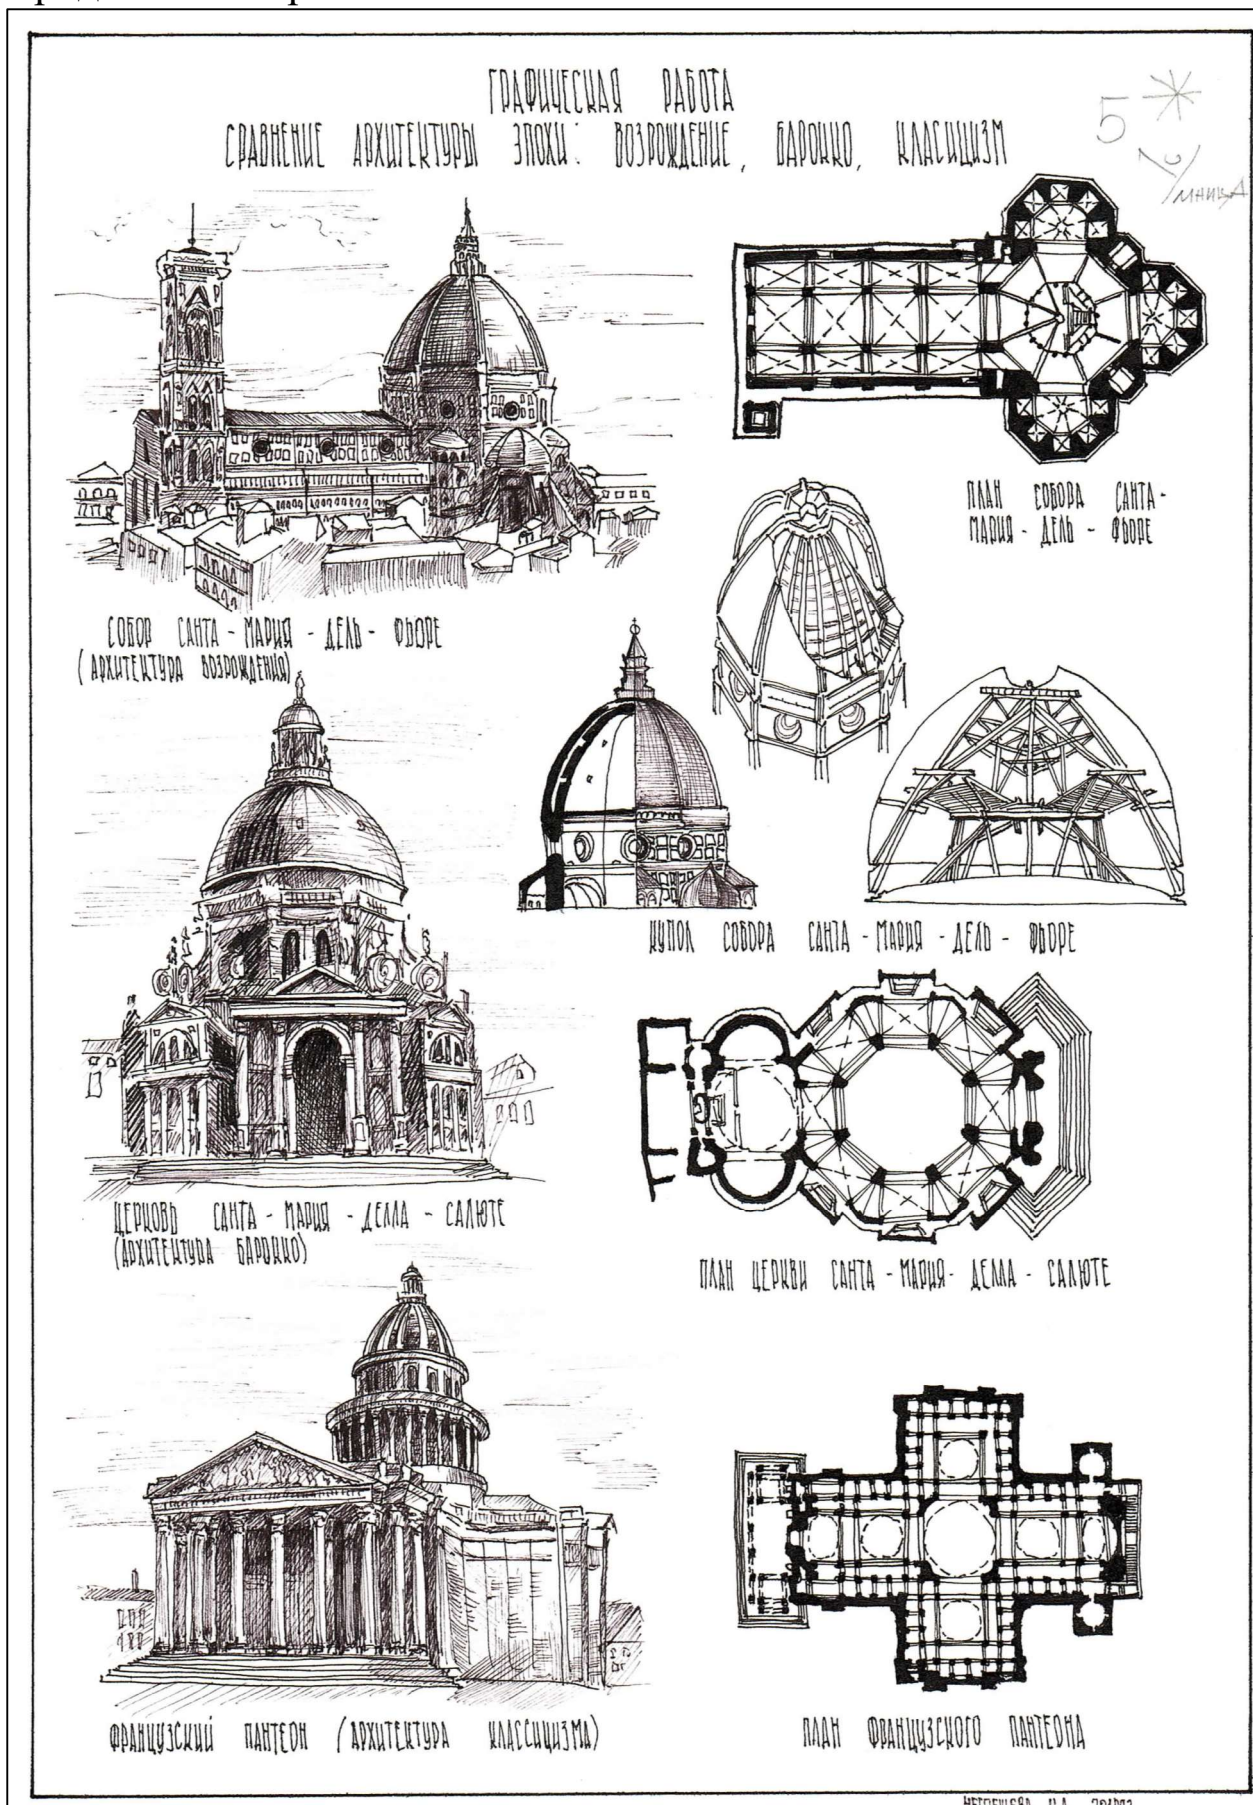 ГРАФИЧЕСКАЯ РАБОТА
СРАВНЕНИЕ АРХИТЕКТУРЫ ЭПОХИ: ВОЗРОЖДЕНИЕ, БАРОККО, КЛАСИЦИЗМ
5
УМНИЦА
ПЛАН СОБОРА САНТА-
МАРИЯ-ДЕЛЬ-ФЬОРЕ
СОБОР САНТА-МАРИЯ-ДЕЛЬ-ФЬОРЕ
(АРХИТЕКТУРА ВОЗРОЖДЕНИЯ)
КУПОЛ СОБОРА САНТА-МАРИЯ-ДЕЛЬ-ФЬОРЕ
ЦЕРКОВЬ САНТА-МАРИЯ-ДЕЛЛА-САЛЮТЕ
(АРХИТЕКТУРА БАРОККО)
ПЛАН ЦЕРКВИ САНТА-МАРИЯ-ДЕЛЛА-САЛЮТЕ
ФРАНЦУЗСКИЙ ПАНТЕОН (АРХИТЕКТУРА КЛАССИЦИЗМА)
ПЛАН ФРАНЦУЗСКОГО ПАНТЕОНА